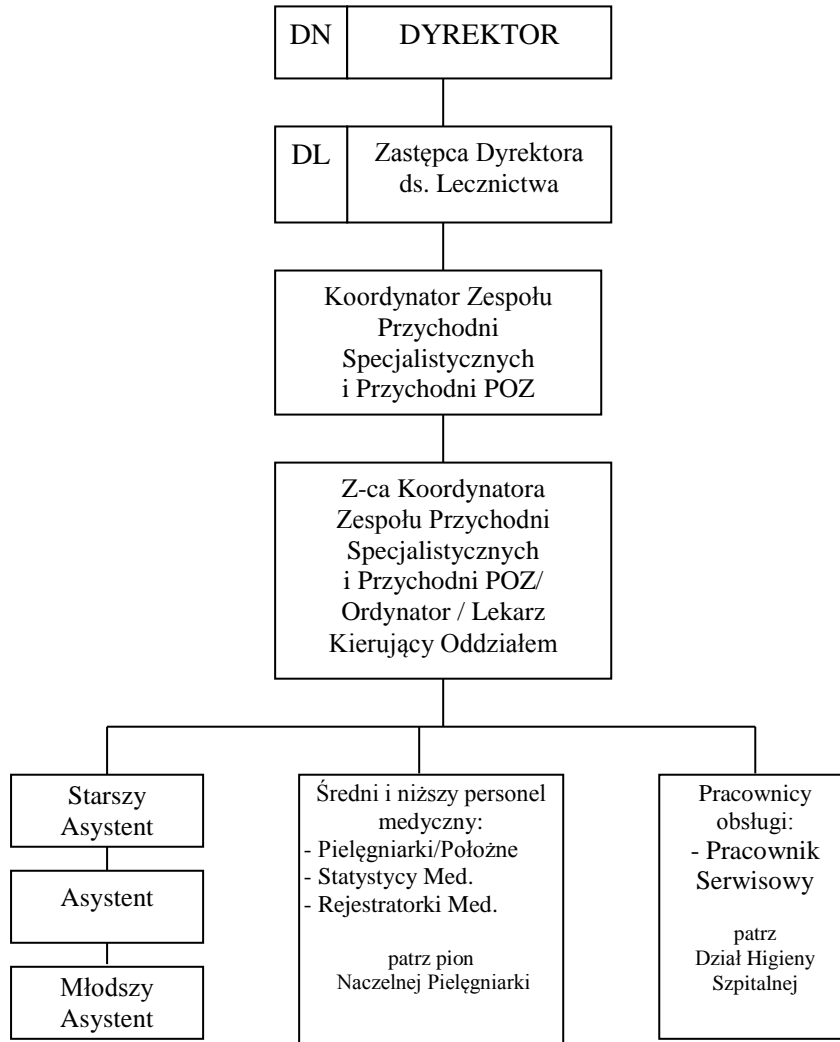 DN DYREKTOR
DL Zastępca Dyrektora
ds. Lecznictwa
Koordynator Zespołu
Przychodni
Specjalistycznych
i Przychodni POZ
Z-ca Koordynatora
Zespołu Przychodni
Specjalistycznych
i Przychodni POZ/
Ordynator / Lekarz
Kierujący Oddziałem
Starszy
Asystent
Asystent
Młodszy
Asystent
Średni i niższy personel
medyczny:
- Pielęgniarki/Położne
- Statystycy Med.
- Rejestratorki Med.
patrz pion
Naczelnej Pielęgniarki
Pracownicy
obsługi:
- Pracownik
Serwisowy
patrz
Dział Higieny
Szpitalnej